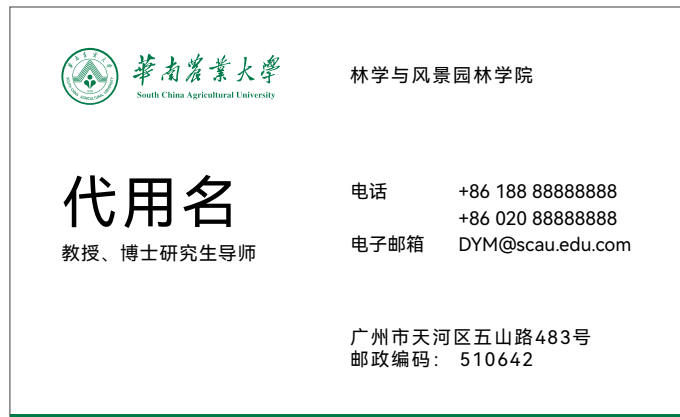 華南農業大學
South China Agricultural University
林学与风景园林学院
代用名
教授、博士研究生导师
电话 +86 188 88888888
+86 020 88888888
电子邮箱 DYM@scau.edu.com
广州市天河区五山路483号
邮政编码: 510642